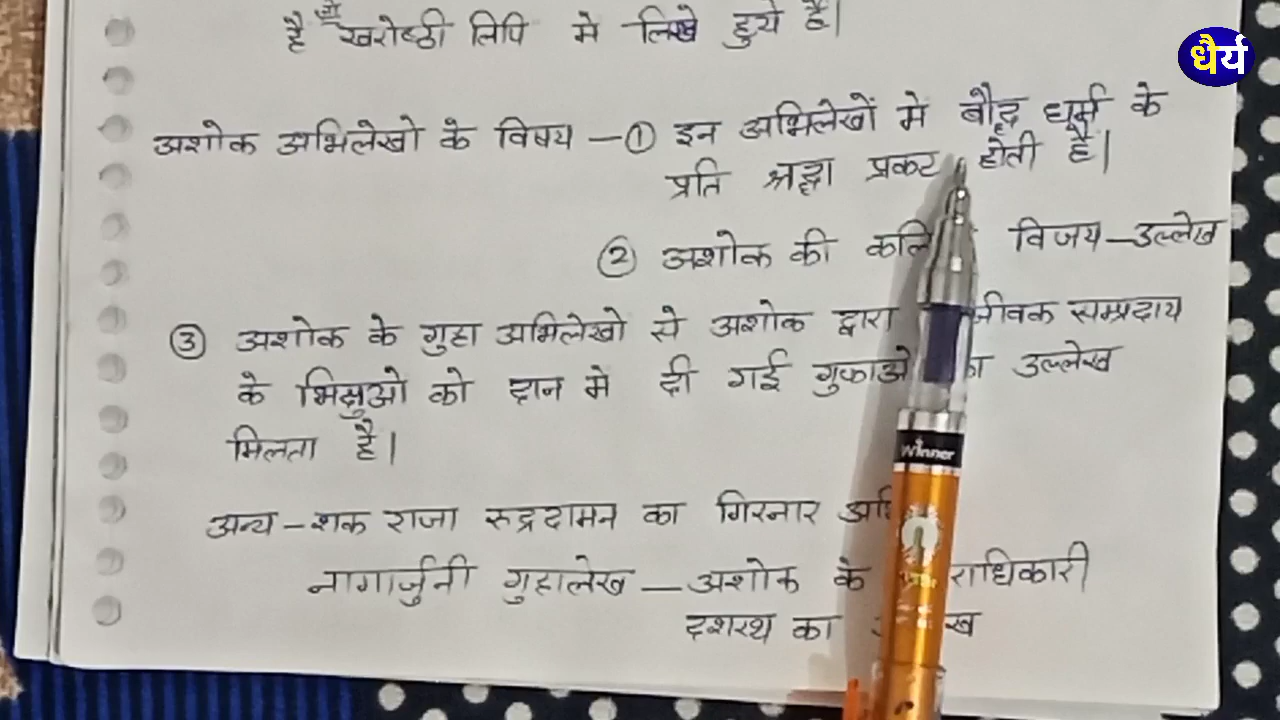 धैर्य
है जो खरोष्ठी लिपि मे लिखे हुये है।
अशोक अभिलेखो के विषय – ① इन अभिलेखों मे बौद्ध धर्म के
प्रति श्रद्धा प्रकट होती है।
② अशोक की विजय – उल्लेख
③ अशोक के गुहा अभिलेखो से अशोक द्वारा सम्प्रदाय
के भिक्षुओ को दान मे दी गई गुफाओ उल्लेख
मिलता है।
अन्य – शक राजा रुद्रदामन का गिरनार
नागार्जुनी गुहालेख – अशोक के
दशरथ का
Winner